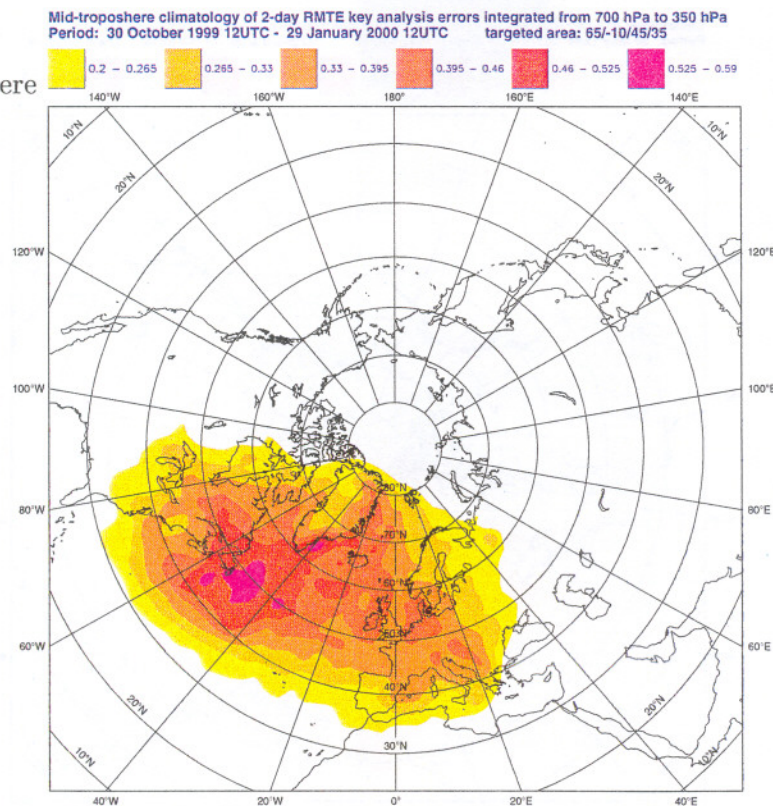 Mid-troposhere climatology of 2-day RMTE key analysis errors integrated from 700 hPa to 350 hPa
Period: 30 October 1999 12UTC - 29 January 2000 12UTC targeted area: 65/-10/45/35
0.2 - 0.265 0.265 - 0.33 0.33 - 0.395 0.395 - 0.46 0.46 - 0.525 0.525 - 0.59
ere
140°W 160°W 180° 160°E 140°E
10°N 10°N
20°N 20°N
120°W 120°E
100°W 100°E
80°W 80°E
80°N
70°N
60°N
50°N
60°W 60°E
40°N
20°N 20°N
30°N
10°N 10°N
40°W 20°W 0° 20°E 40°E